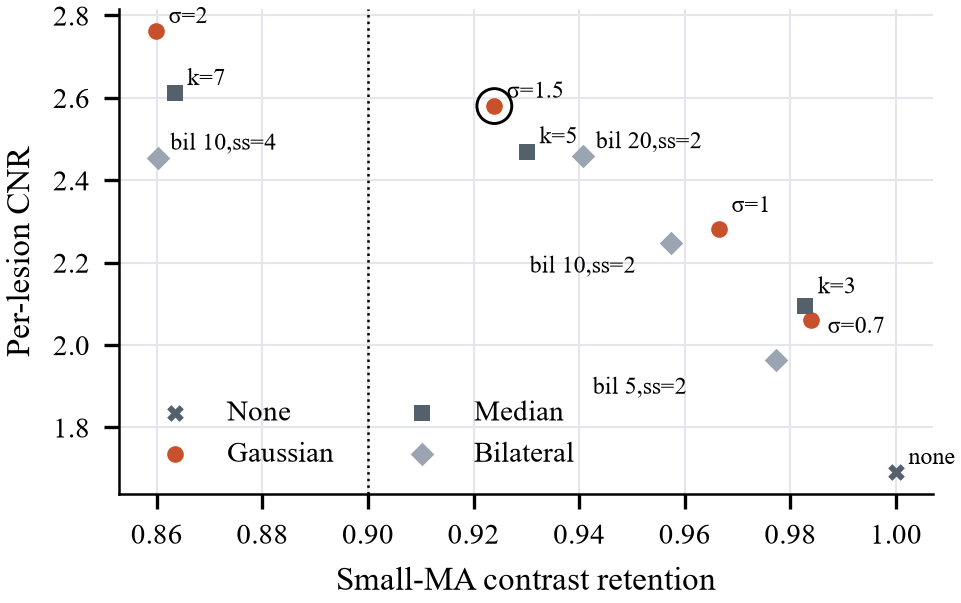 2.8
2.6
2.4
2.2
2.0
1.8
Per-lesion CNR
σ=2
k=7
bil 10,ss=4
σ=1.5
k=5
bil 20,ss=2
σ=1
bil 10,ss=2
k=3
σ=0.7
bil 5,ss=2
none
None
Gaussian
Median
Bilateral
0.86
0.88
0.90
0.92
0.94
0.96
0.98
1.00
Small-MA contrast retention